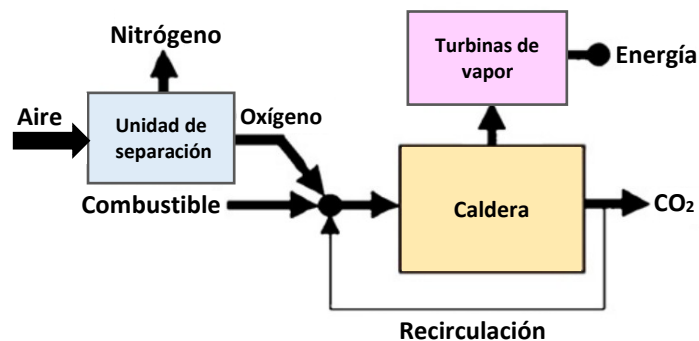 Nitrógeno
Turbinas de
vapor
Energía
Aire
Unidad de
separación
Oxígeno
Combustible
Caldera
CO₂
Recirculación